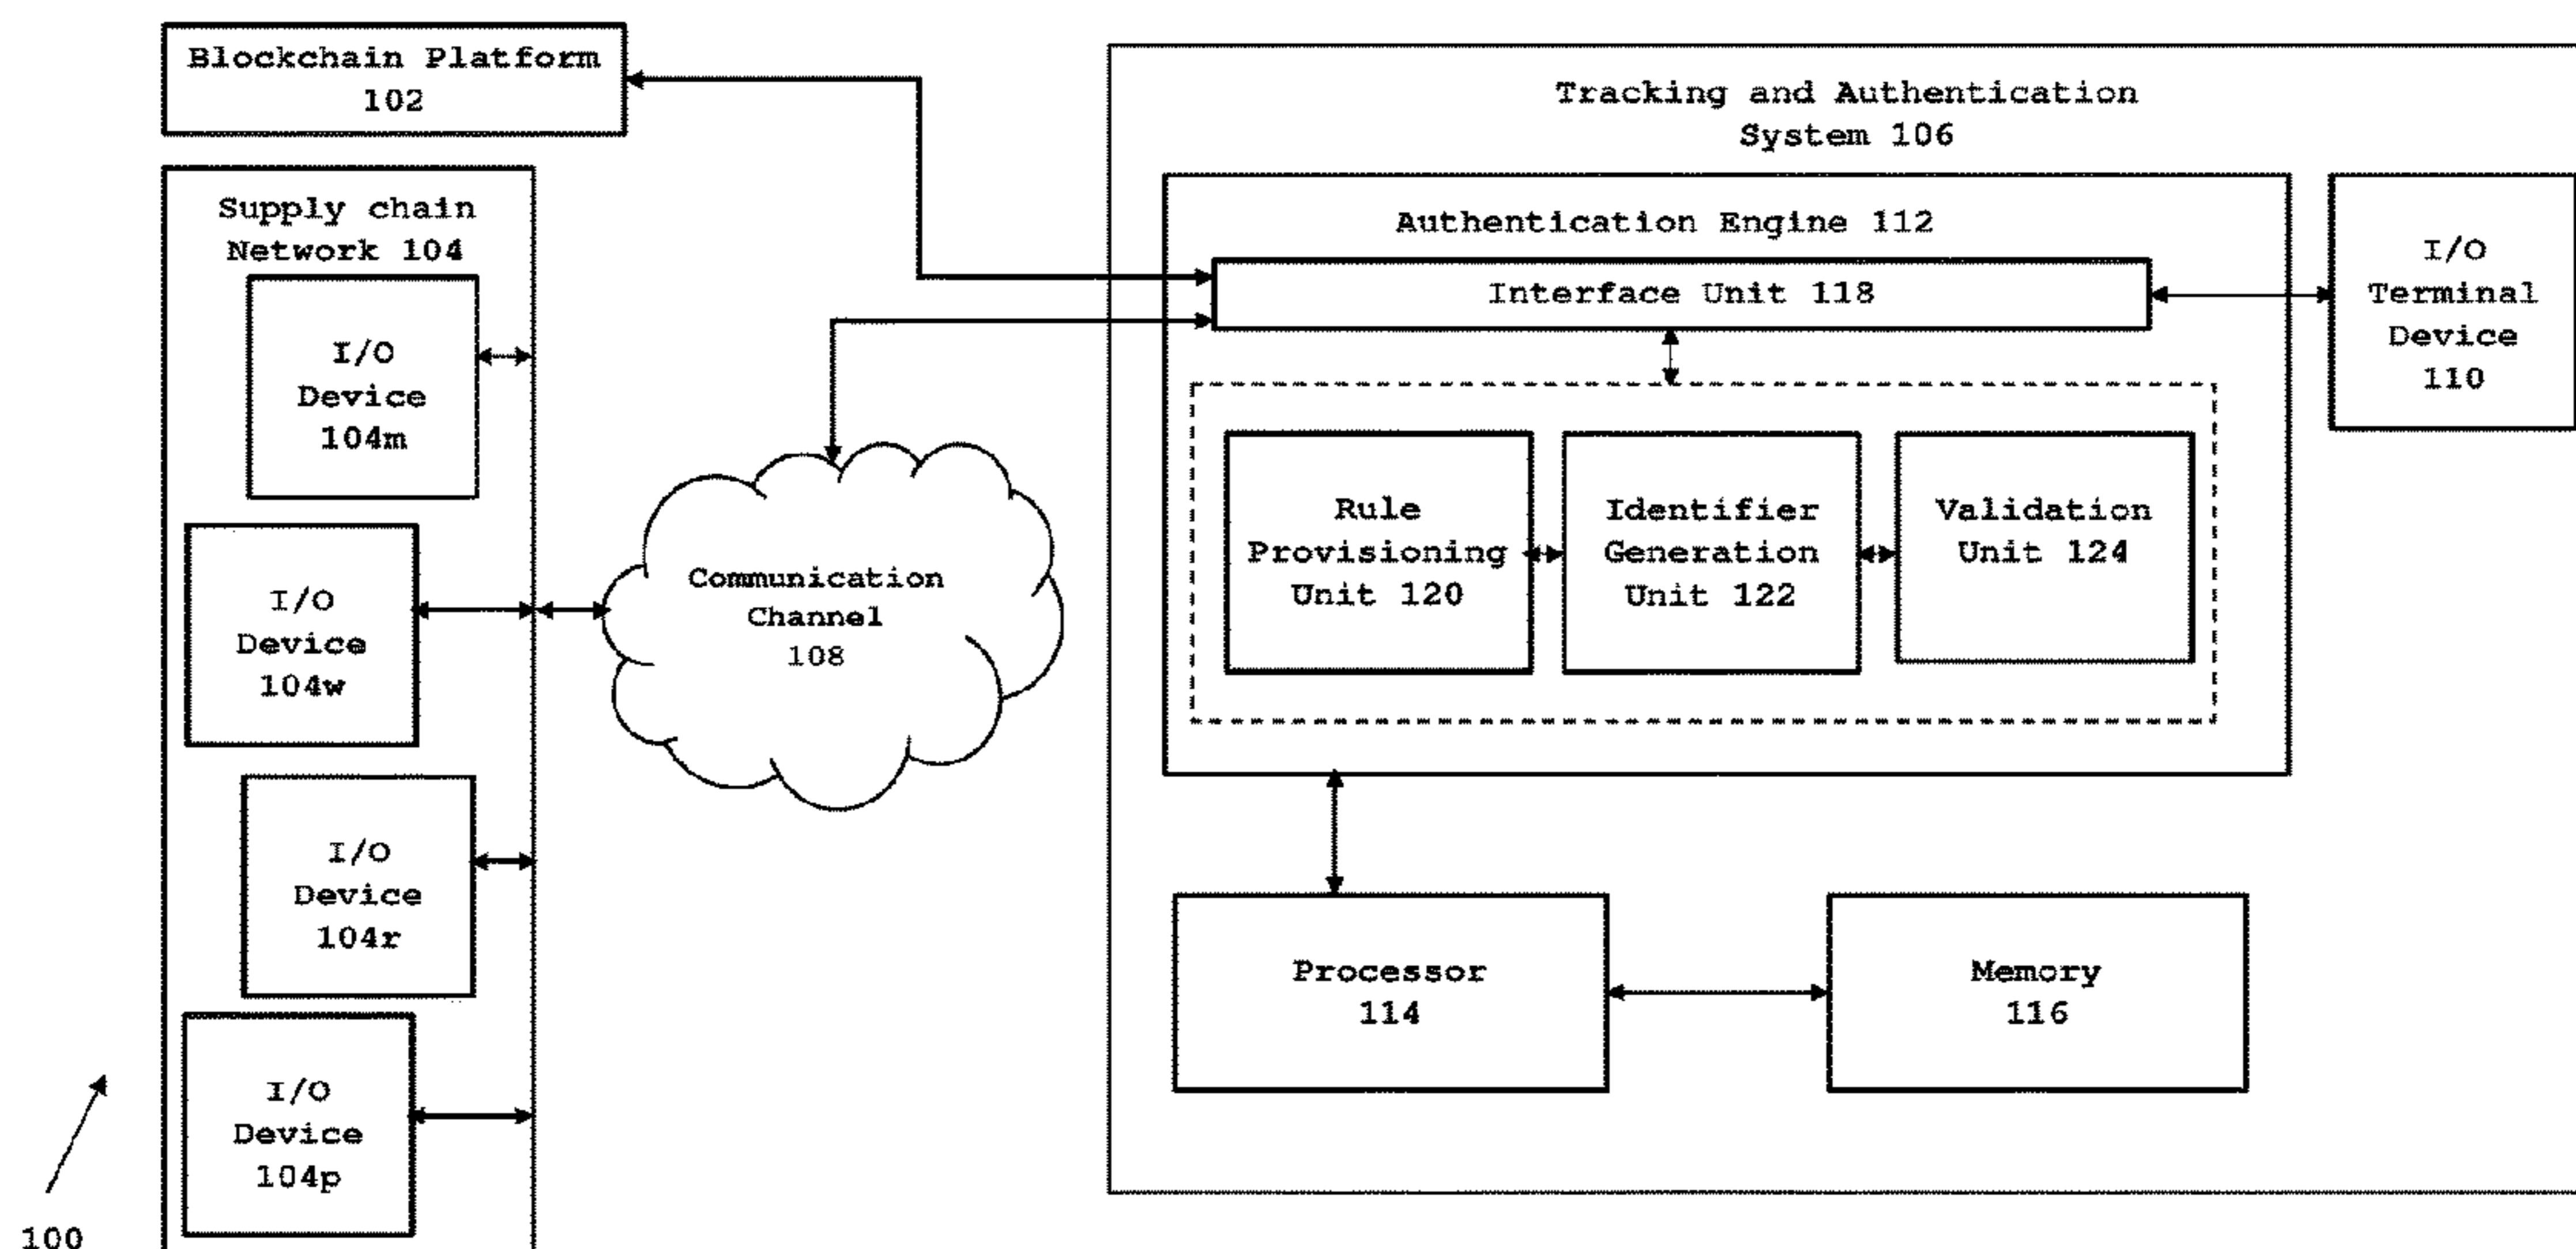 Blockchain Platform
102
Supply chain
Network 104
I/O
Device
104m
I/O
Device
104w
I/O
Device
104r
I/O
Device
104p
100
Communication
Channel
108
Tracking and Authentication
System 106
Authentication Engine 112
Interface Unit 118
Rule
Provisioning
Unit 120
Identifier
Generation
Unit 122
Validation
Unit 124
Processor
114
Memory
116
I/O
Terminal
Device
110